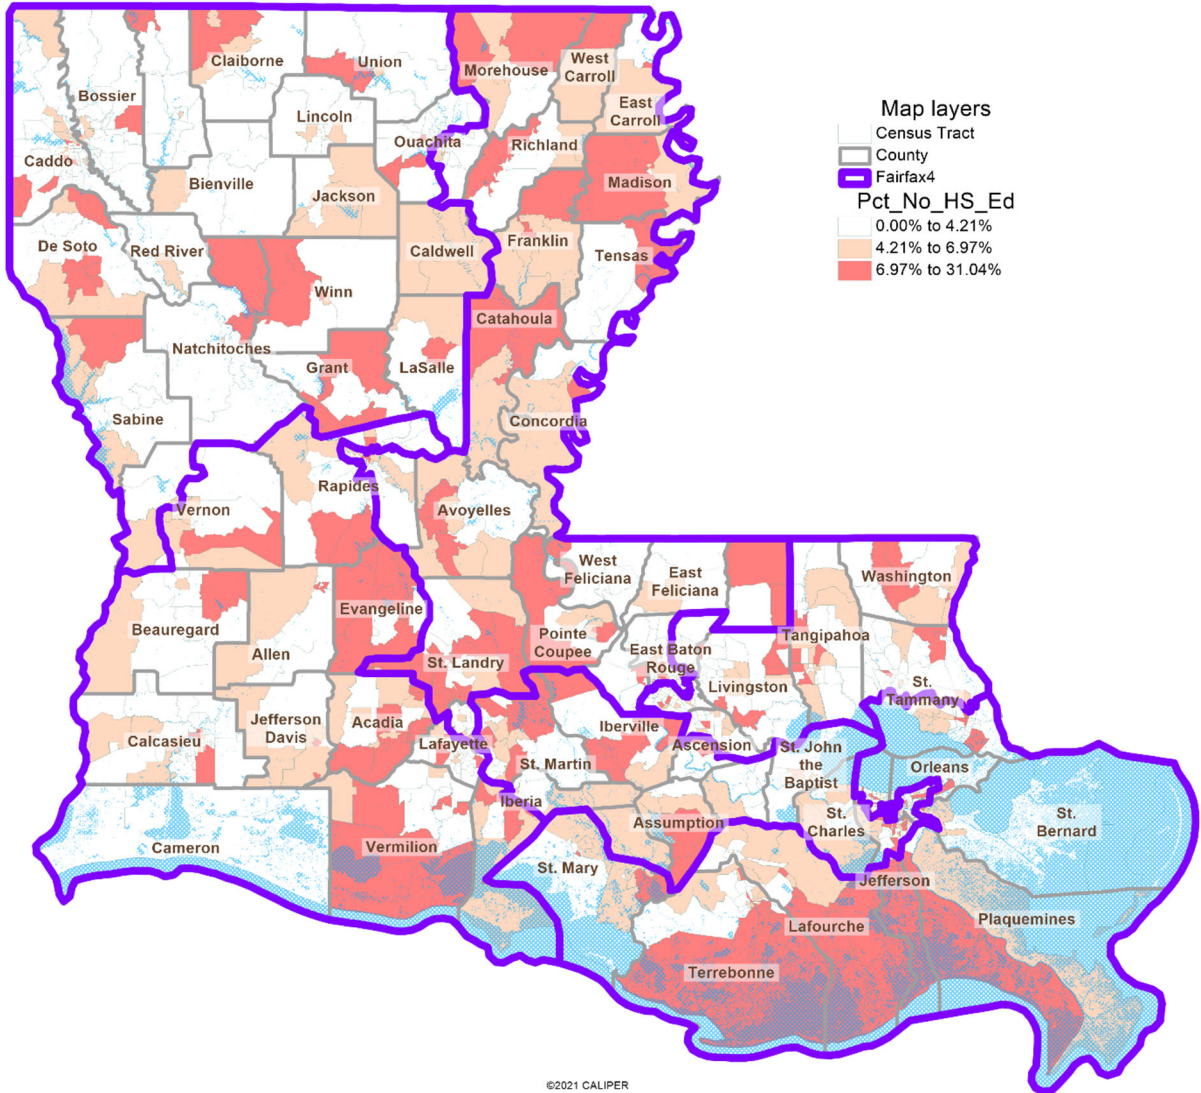 Claiborne
Union
Morehouse
West
Carroll
Bossier
Lincoln
East
Carroll
Ouachita
Richland
Caddo
Bienville
Jackson
Madison
De Soto
Red River
Caldwell
Franklin
Tensas
Winn
Catahoula
Natchitoches
Grant
LaSalle
Sabine
Concordia
Rapides
Vernon
Avoyelles
West
Feliciana
East
Feliciana
Washington
Evangeline
Beauregard
Allen
Pointe
Coupee
Tangipahoa
St. Landry
East Baton
Rouge
Livingston
St.
Tammany
Jefferson
Davis
Acadia
Iberville
Calcasieu
Lafayette
Ascension
St. John
the
Baptist
St. Martin
Orleans
Iberia
Assumption
St.
Charles
St.
Bernard
Cameron
Vermilion
St. Mary
Jefferson
Plaquemines
Lafourche
Terrebonne
Map layers
Census Tract
County
Fairfax4
Pct_No_HS_Ed
0.00% to 4.21%
4.21% to 6.97%
6.97% to 31.04%
©2021 CALIPER